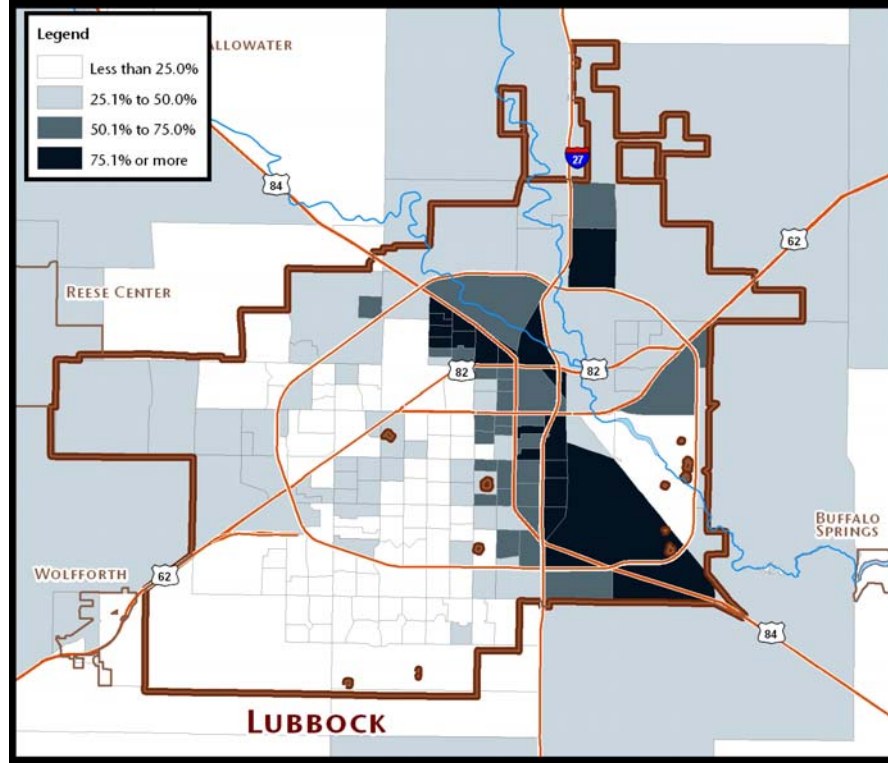 Legend
Less than 25.0%
25.1% to 50.0%
50.1% to 75.0%
75.1% or more
ALLOWATER
27
84
62
REESE CENTER
82
82
BUFFALO
SPRINGS
WOLFFORTH
62
84
LUBBOCK